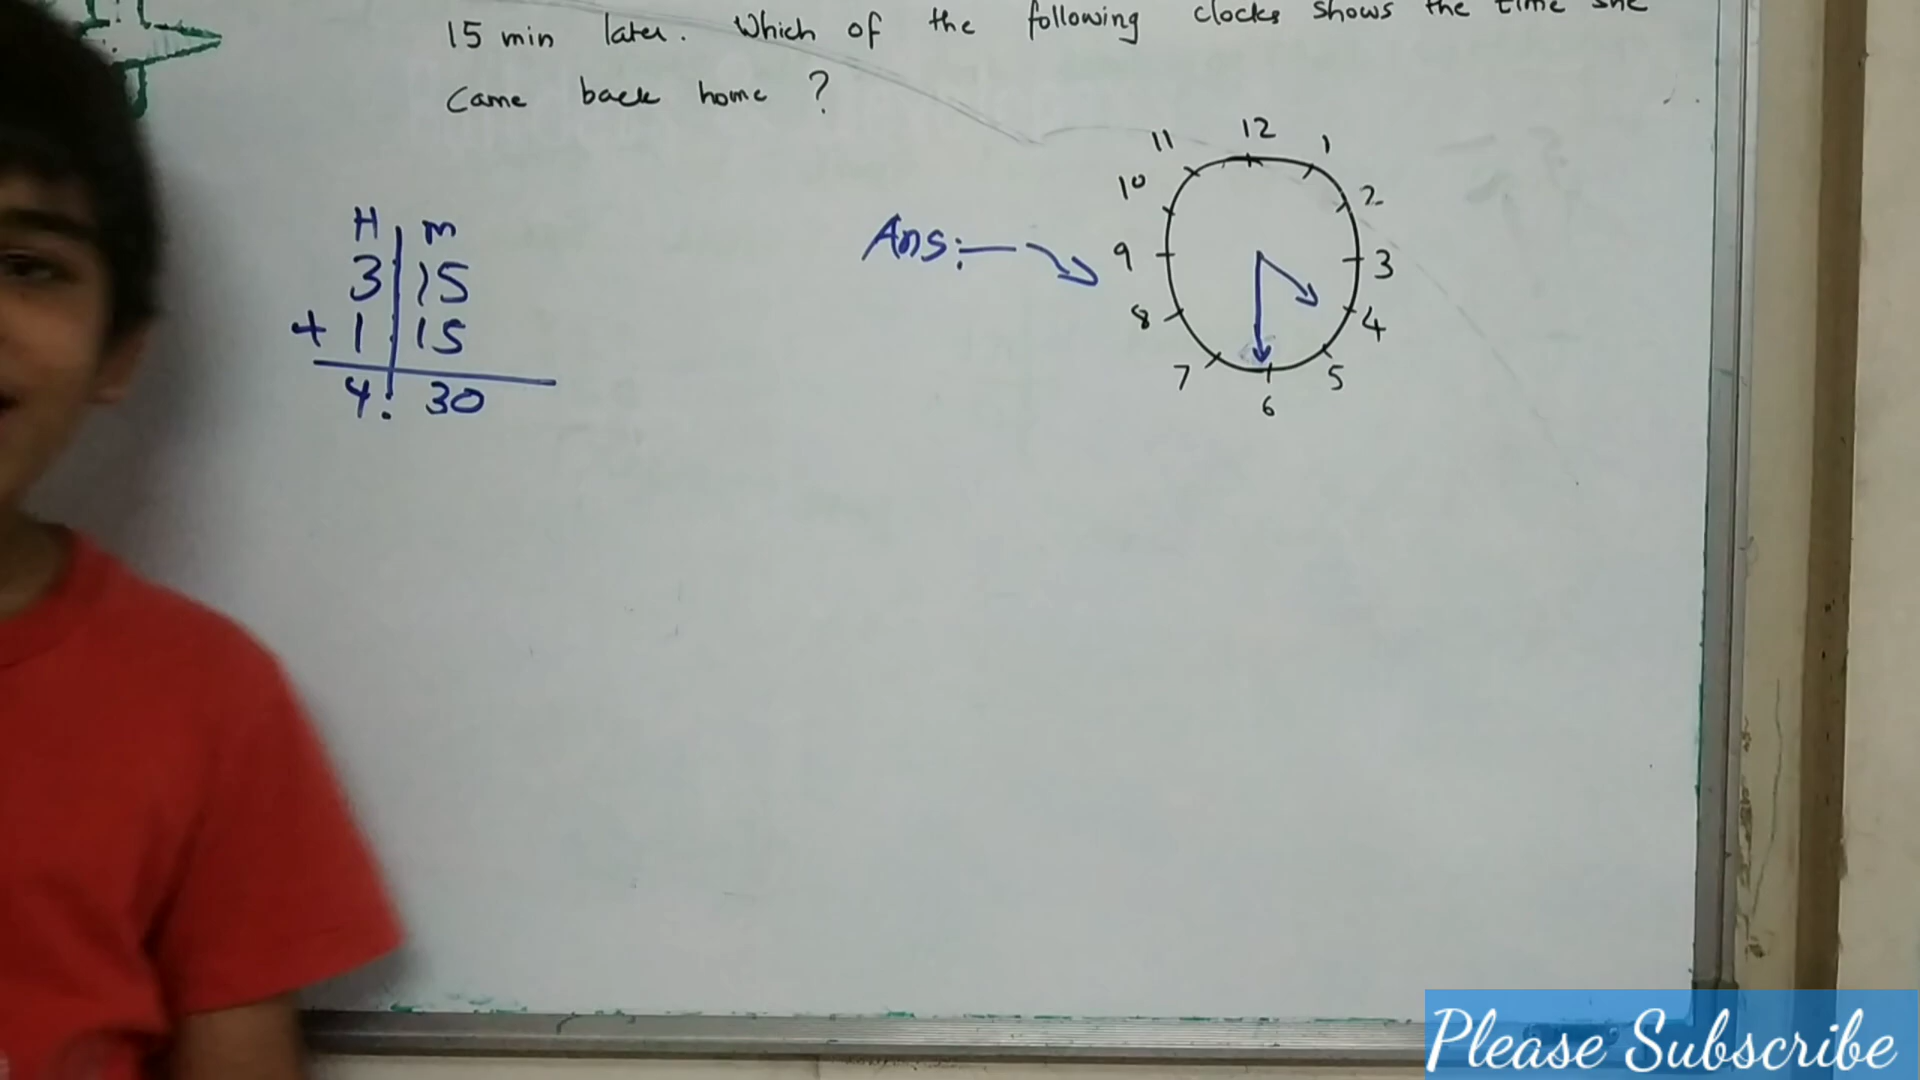 15 min later. Which of the following clocks shows the time she
came back home ?
12
11 1
10 2
H M
3 15
Ans:—
9 3
+ 1 15
8 4
4: 30
7 5
6
Please Subscribe